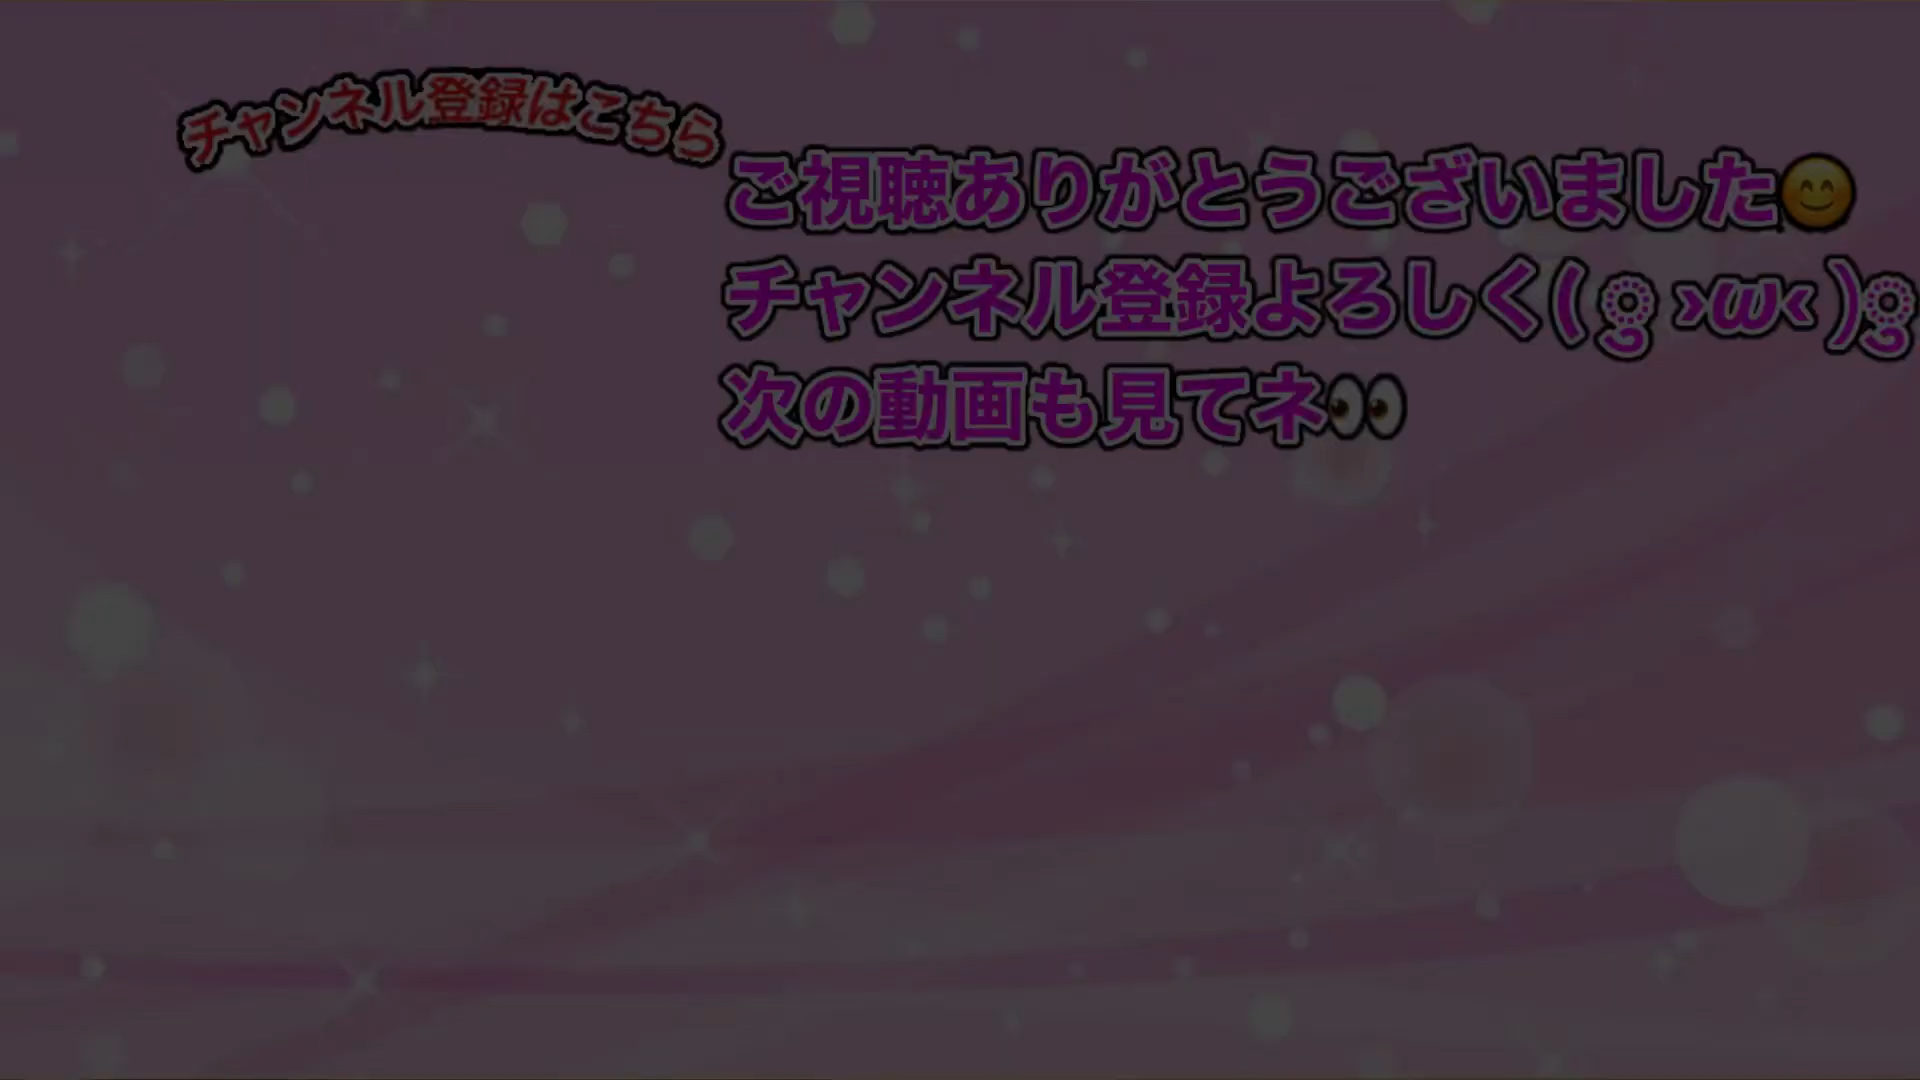 チャンネル登録はこちら
ご視聴ありがとうございました😊
チャンネル登録よろしく( ु ›ω‹ )ु
次の動画も見てネ👀